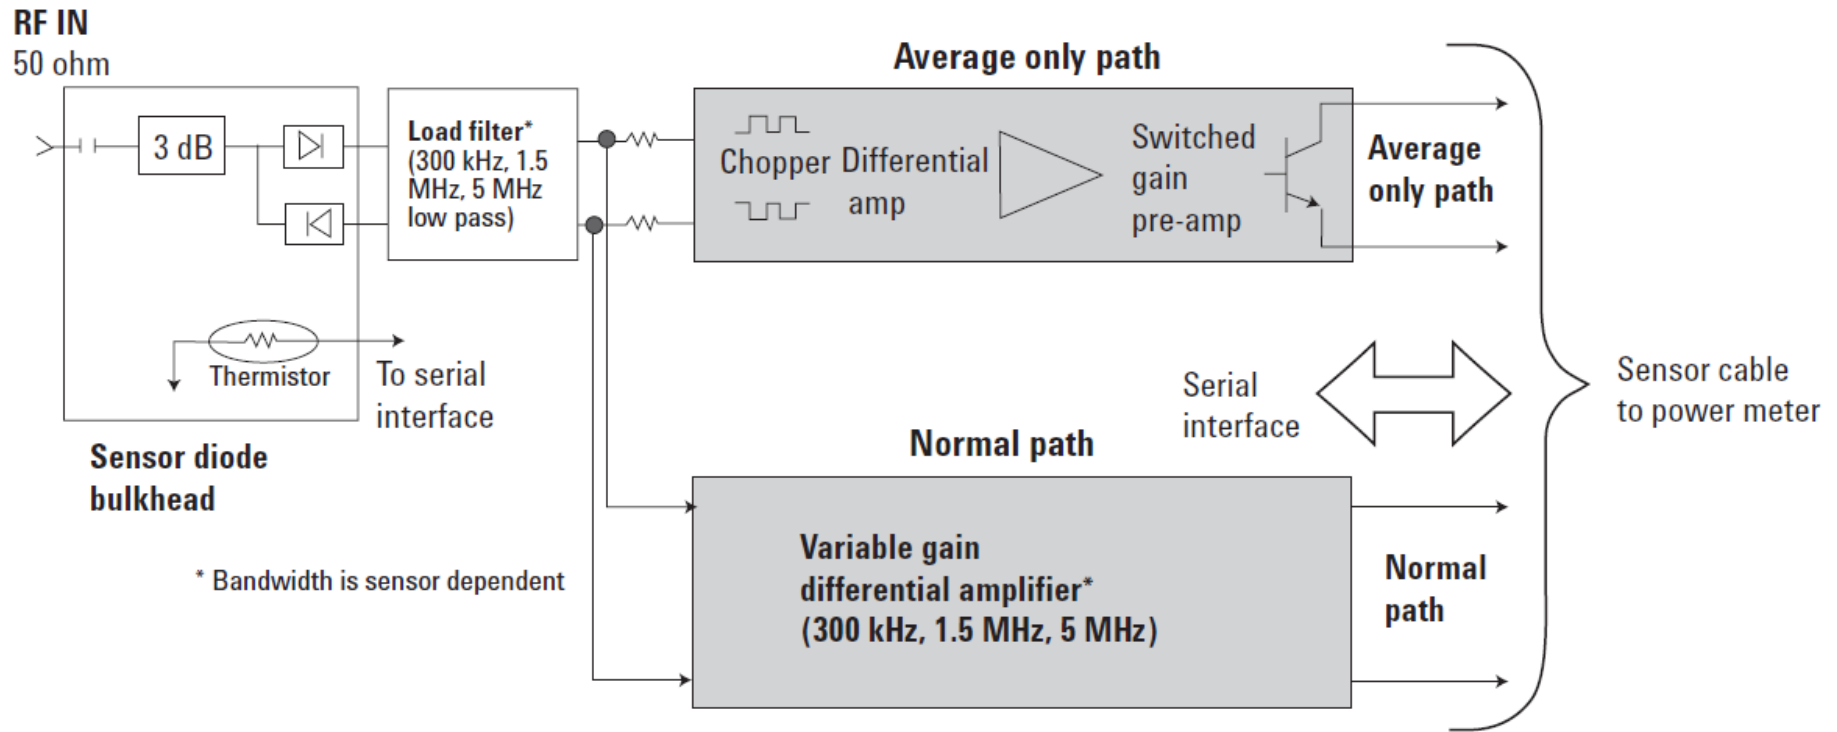 RF IN
50 ohm
3 dB
Load filter*
(300 kHz, 1.5
MHz, 5 MHz
low pass)
Thermistor
To serial
interface
Sensor diode
bulkhead
* Bandwidth is sensor dependent
Average only path
Chopper
Differential
amp
Switched
gain
pre-amp
Average
only path
Serial
interface
Sensor cable
to power meter
Normal path
Variable gain
differential amplifier*
(300 kHz, 1.5 MHz, 5 MHz)
Normal
path